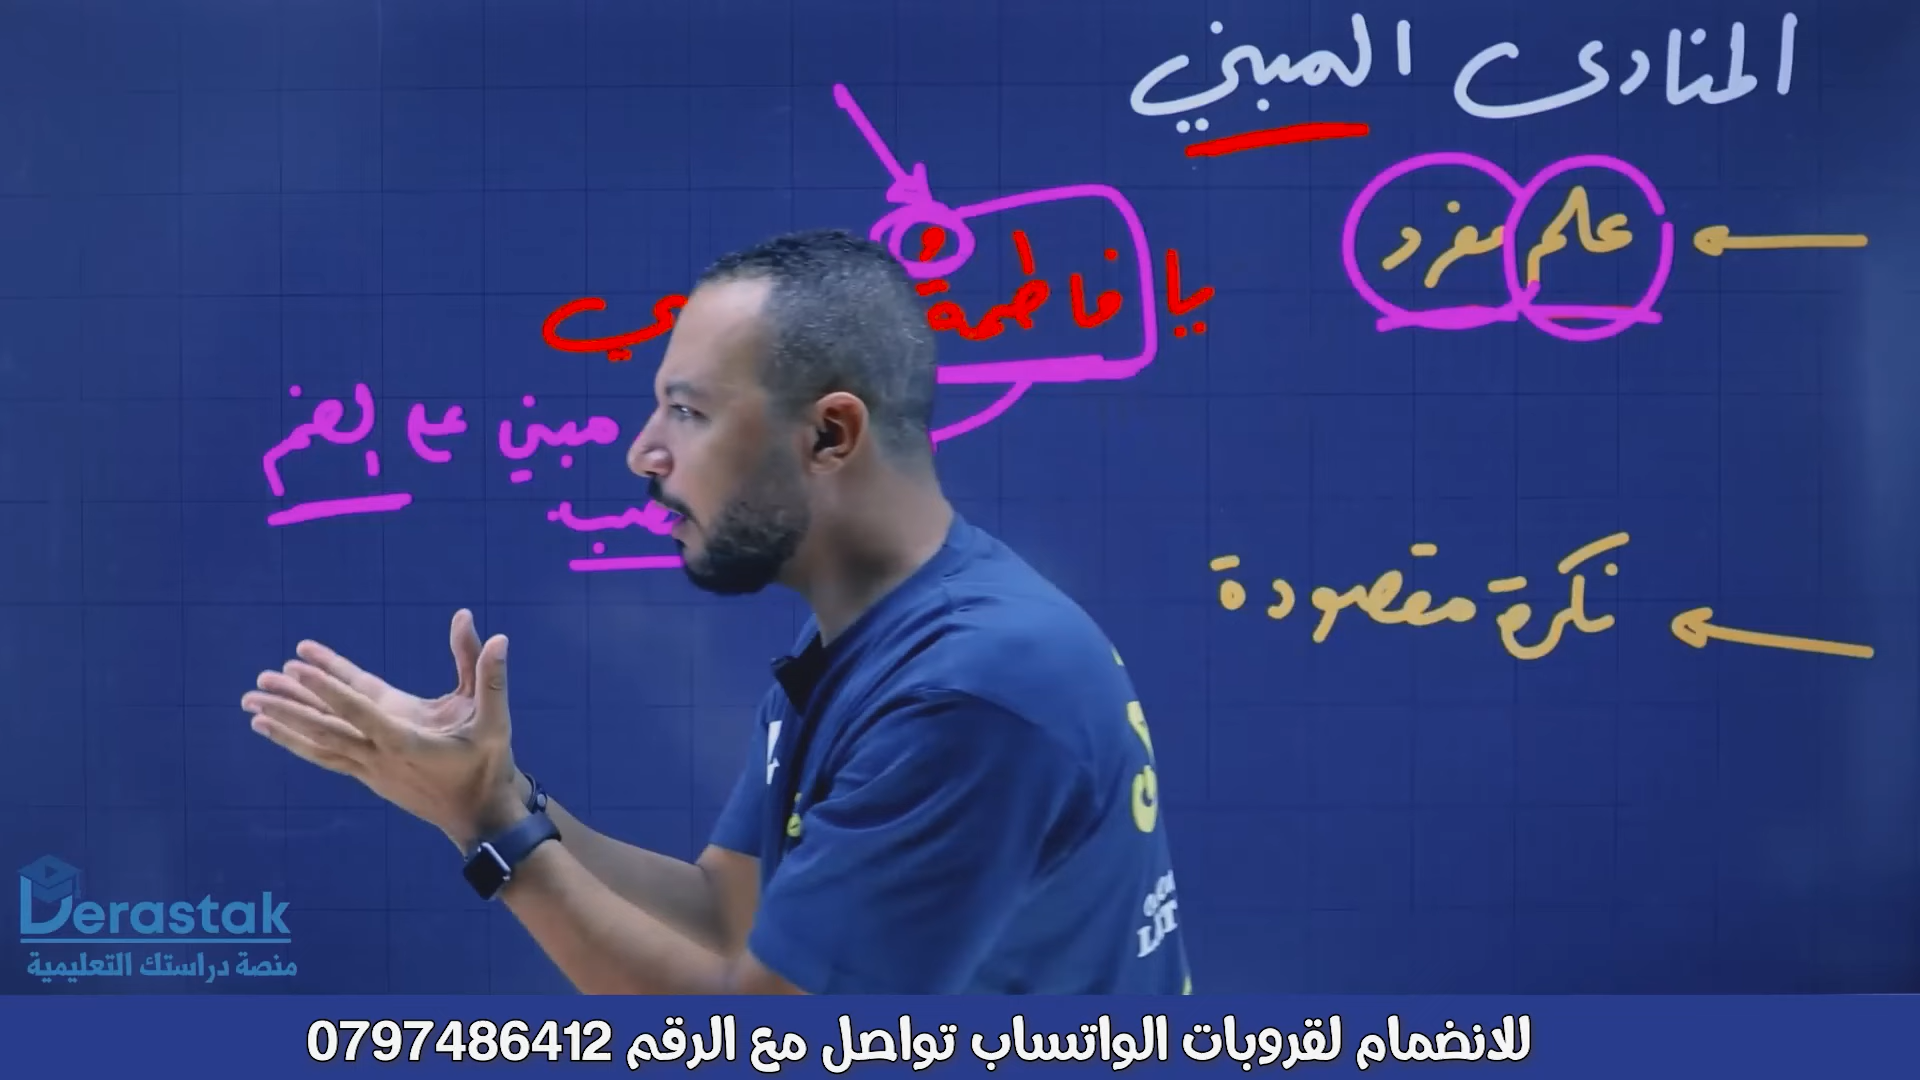 المنادى المبني
علم مفرد
يا فاطمةُ
مبني على الضم
نكرة مقصودة
Derastak
منصة دراستك التعليمية
للانضمام لقروبات الواتساب تواصل مع الرقم 0797486412